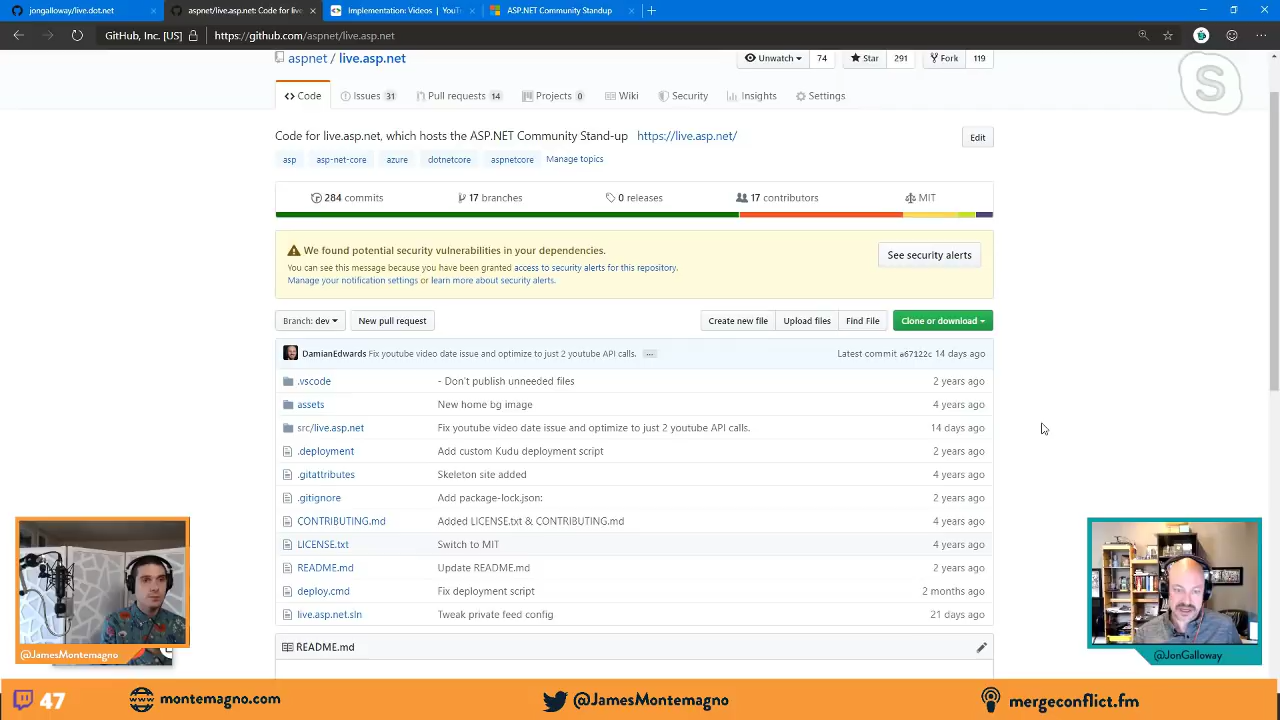 jongalloway/live.dot.net
aspnet/live.asp.net: Code for live
Implementation: Videos | YouT
ASP.NET Community Standup
GitHub, Inc. [US] https://github.com/aspnet/live.asp.net
aspnet / live.asp.net
Unwatch 74 Star 291 Fork 119
Code Issues 31 Pull requests 14 Projects 0 Wiki Security Insights Settings
Code for live.asp.net, which hosts the ASP.NET Community Stand-up https://live.asp.net/ Edit
asp asp-net-core azure dotnetcore aspnetcore Manage topics
284 commits 17 branches 0 releases 17 contributors MIT
We found potential security vulnerabilities in your dependencies.
You can see this message because you have been granted access to security alerts for this repository.
Manage your notification settings or learn more about security alerts.
See security alerts
Branch: dev New pull request Create new file Upload files Find File Clone or download
DamianEdwards Fix youtube video date issue and optimize to just 2 youtube API calls. ... Latest commit a67122c 14 days ago
.vscode - Don't publish unneeded files 2 years ago
assets New home bg image 4 years ago
src/live.asp.net Fix youtube video date issue and optimize to just 2 youtube API calls. 14 days ago
.deployment Add custom Kudu deployment script 2 years ago
.gitattributes Skeleton site added 4 years ago
.gitignore Add package-lock.json: 2 years ago
CONTRIBUTING.md Added LICENSE.txt & CONTRIBUTING.md 4 years ago
LICENSE.txt Switch to MIT 4 years ago
README.md Update README.md 2 years ago
deploy.cmd Fix deployment script 2 months ago
live.asp.net.sln Tweak private feed config 21 days ago
README.md
@JamesMontemagno
@JonGalloway
47 montemagno.com @JamesMontemagno mergeconflict.fm